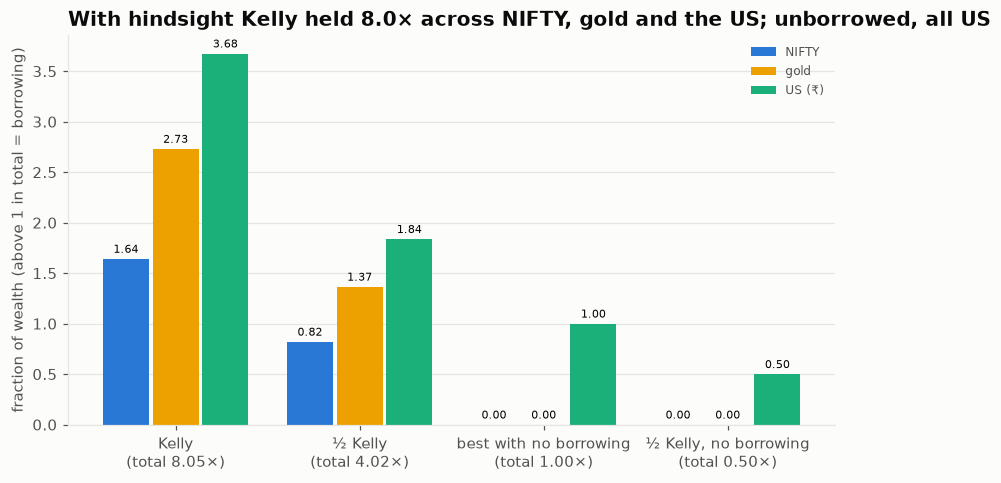 With hindsight Kelly held 8.0× across NIFTY, gold and the US; unborrowed, all US
fraction of wealth (above 1 in total = borrowing)
NIFTY
gold
US (₹)
3.5
3.0
2.5
2.0
1.5
1.0
0.5
0.0
1.64
2.73
3.68
0.82
1.37
1.84
0.00
0.00
1.00
0.00
0.00
0.50
Kelly
(total 8.05×)
½ Kelly
(total 4.02×)
best with no borrowing
(total 1.00×)
½ Kelly, no borrowing
(total 0.50×)